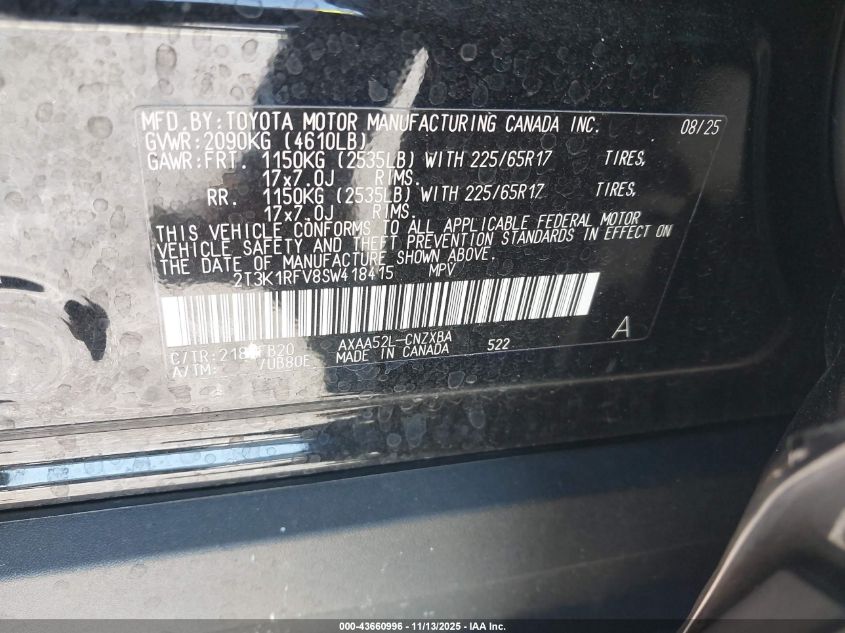 MFD.BY:TOYOTA MOTOR MANUFACTURING CANADA INC. 08/25
GVWR:2090KG (4610LB)
GAWR:FRT. 1150KG (2535LB) WITH 225/65R17 TIRES,
17x7.0J RIMS.
RR. 1150KG (2535LB) WITH 225/65R17 TIRES,
17x7.0J RIMS.
THIS VEHICLE CONFORMS TO ALL APPLICABLE FEDERAL MOTOR
VEHICLE SAFETY AND THEFT PREVENTION STANDARDS IN EFFECT ON
THE DATE OF MANUFACTURE SHOWN ABOVE.
2T3K1RFV8SW418415 MPV
C/TR: AXAA52L-CNZXBA A
A/TM: /UB80E MADE IN CANADA 522
000-43660996 - 11/13/2025 - IAA Inc.